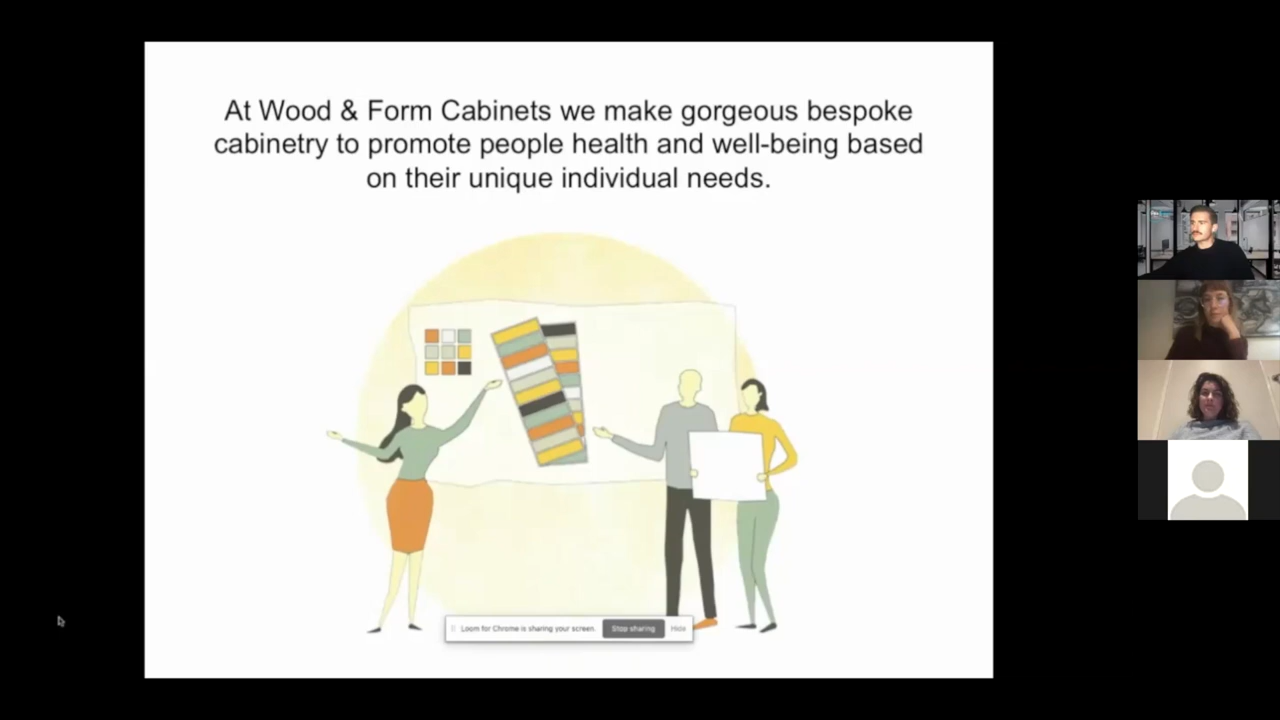 At Wood & Form Cabinets we make gorgeous bespoke
cabinetry to promote people health and well-being based
on their unique individual needs.
Loom for Chrome is sharing your screen. Stop sharing Hide